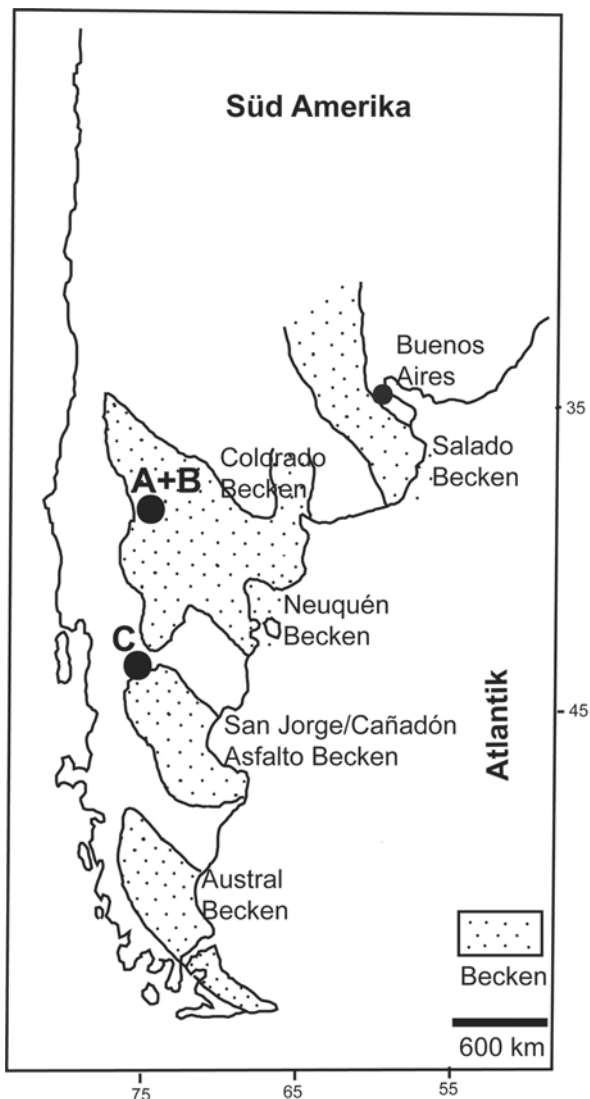 Süd Amerika
Buenos
Aires
35
Salado
Becken
Colorado
Becken
A+B
Neuquén
Becken
C
45
San Jorge/Cañadón
Asfalto Becken
Atlantik
Austral
Becken
Becken
600 km
75
65
55